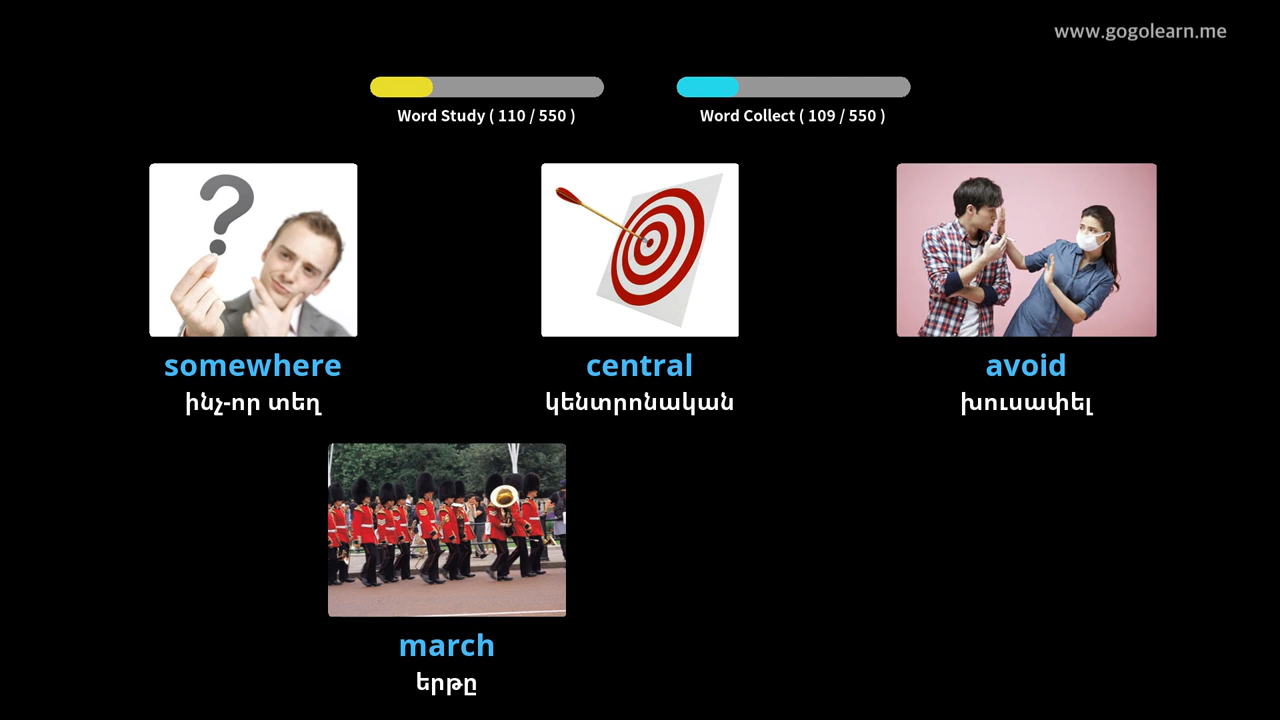 www.gogolearn.me
Word Study ( 110 / 550 )
Word Collect ( 109 / 550 )
somewhere
ինչ-որ տեղ
central
կենտրոնական
avoid
խուսափել
march
երթը